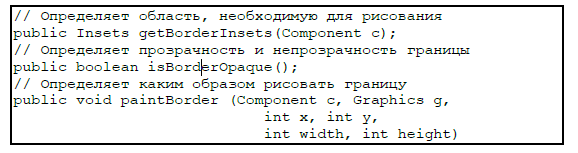 // Определяет область, необходимую для рисования
public Insets getBorderInsets(Component c);
// Определяет прозрачность и непрозрачность границы
public boolean isBorderOpaque();
// Определяет каким образом рисовать границу
public void paintBorder (Component c, Graphics g,
int x, int y,
int width, int height)